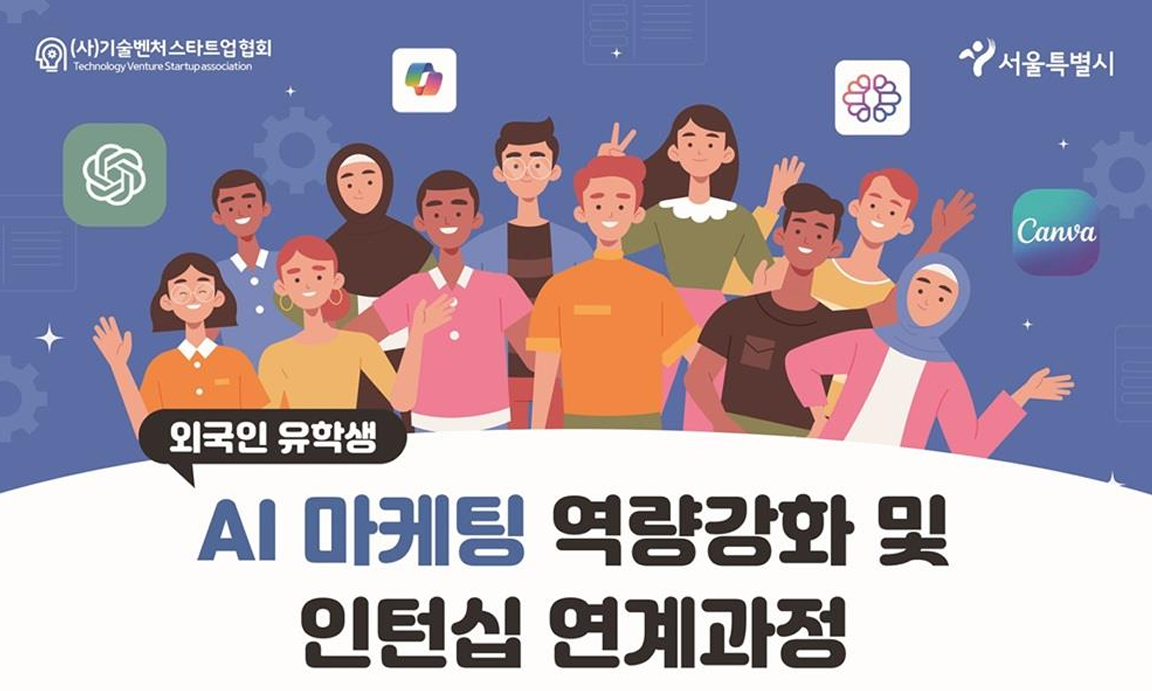 (사)기술벤처스타트업협회
Technology Venture Startup association
서울특별시
Canva
외국인 유학생
AI 마케팅 역량강화 및
인턴십 연계과정